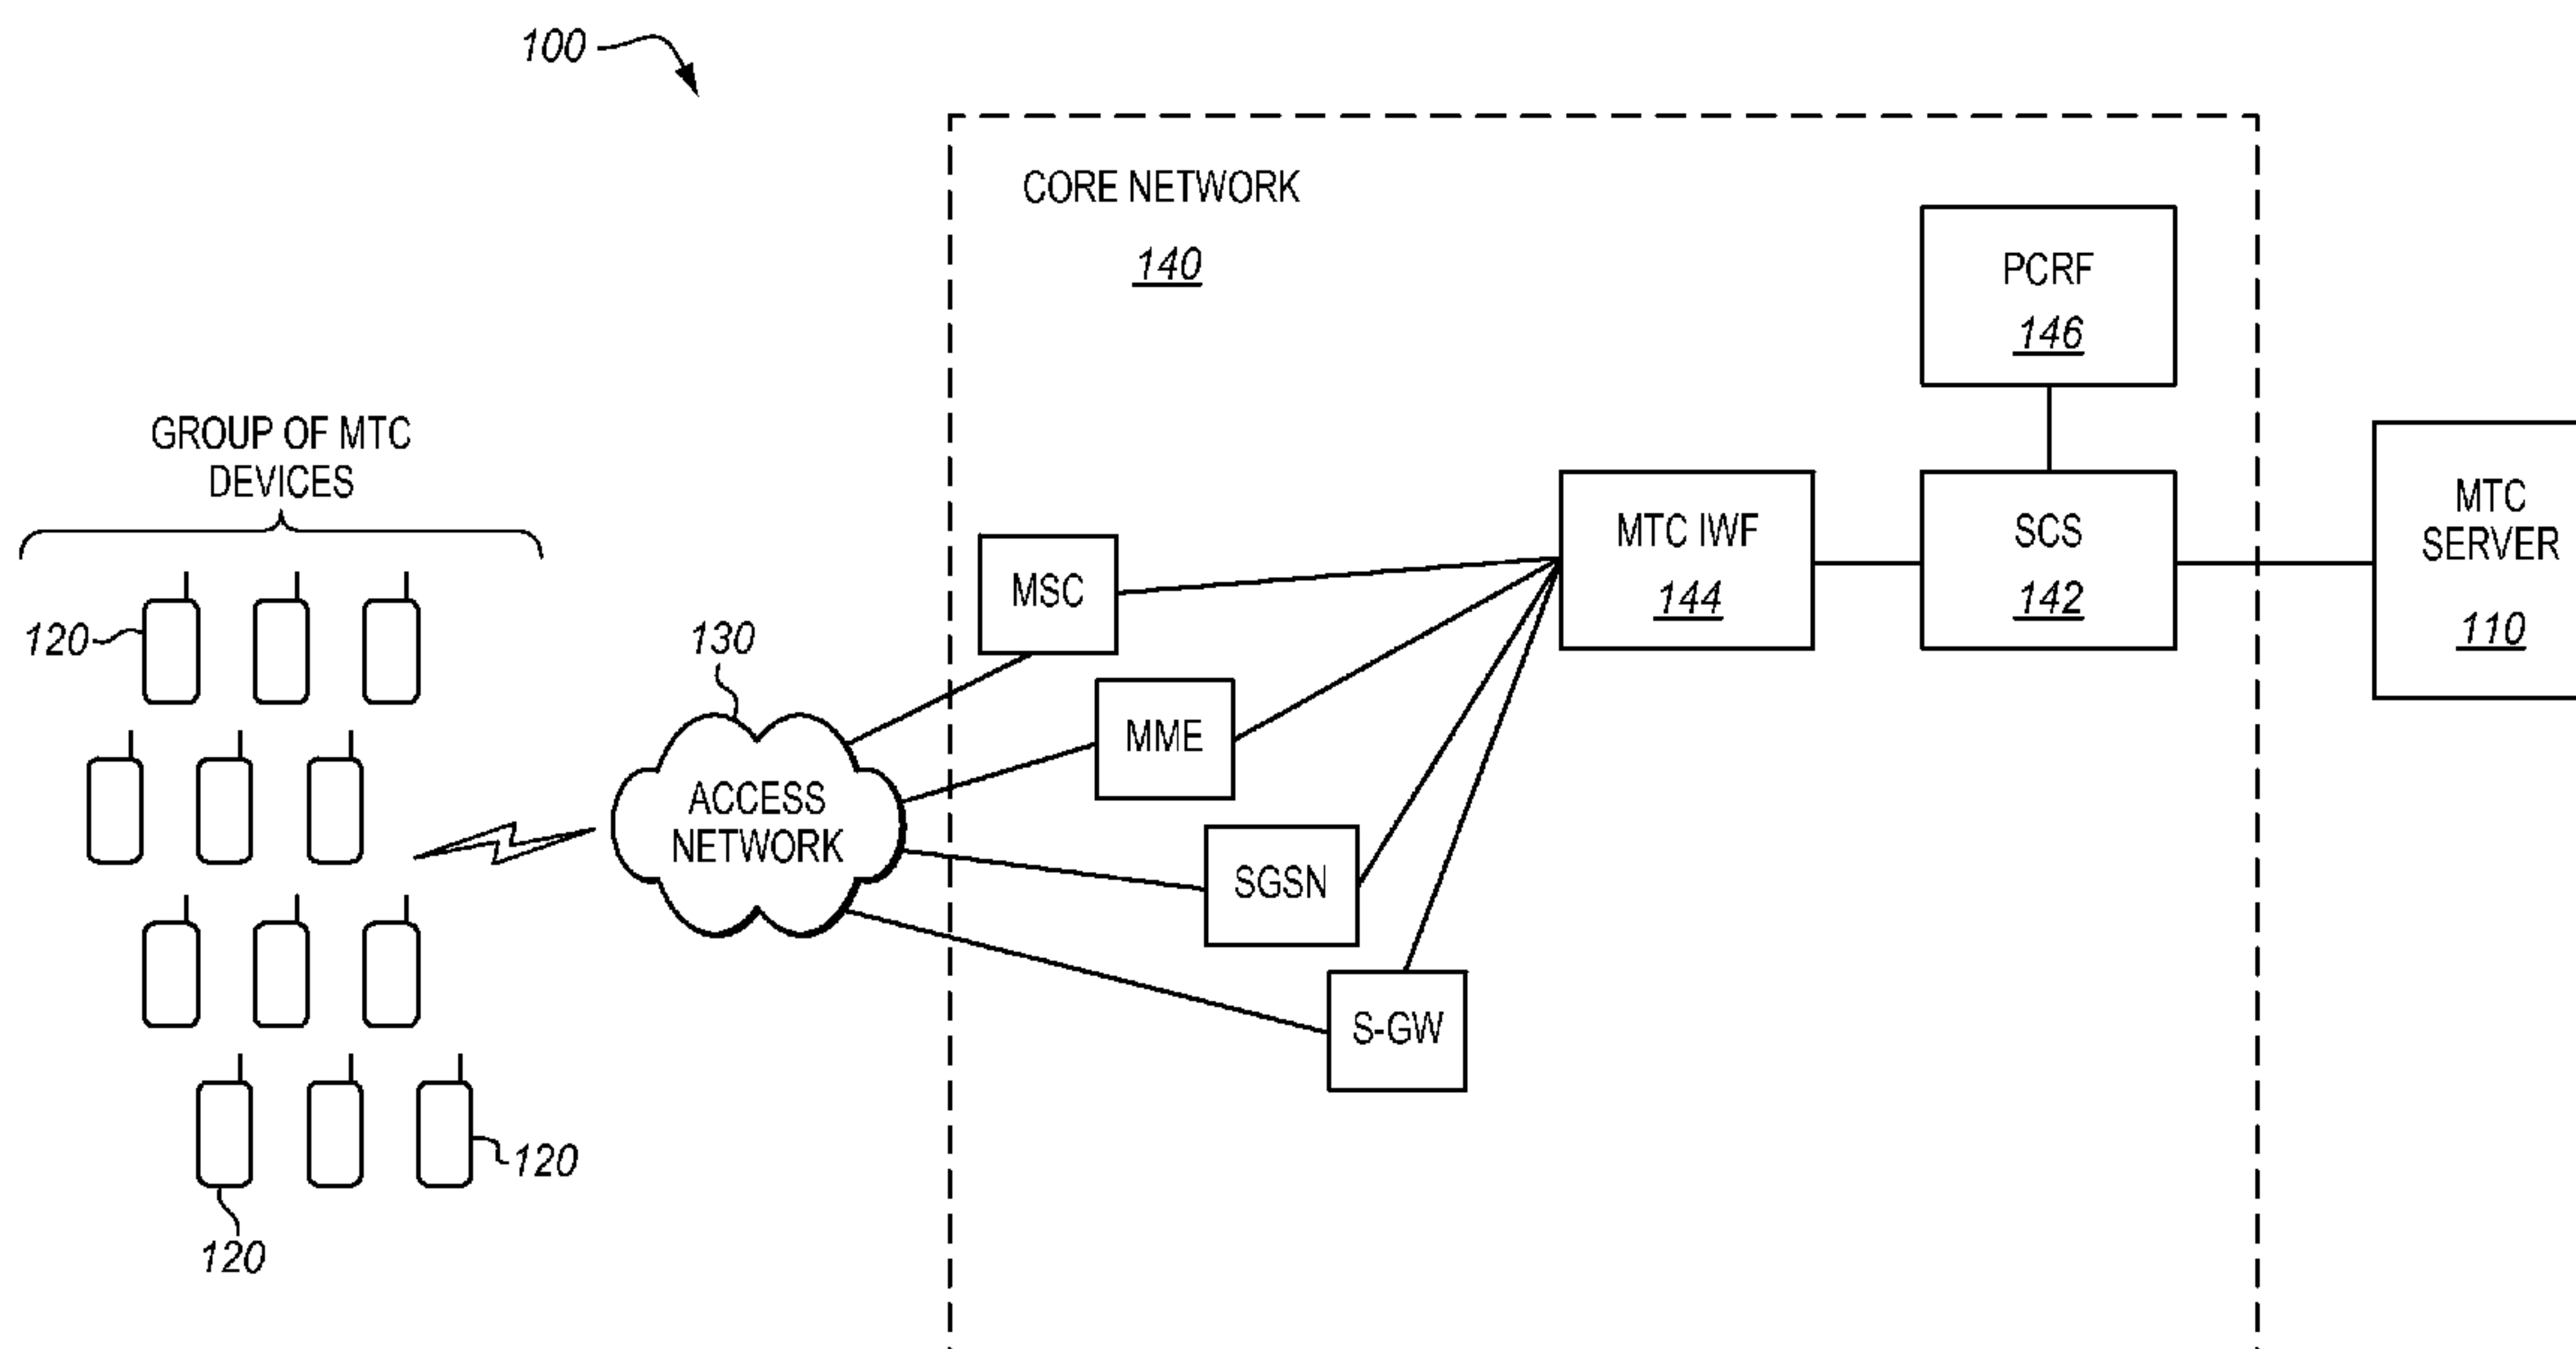 100
CORE NETWORK
140
PCRF
146
GROUP OF MTC
DEVICES
MTC IWF
144
SCS
142
MTC
SERVER
110
MSC
120
130
MME
ACCESS
NETWORK
SGSN
S-GW
120
120